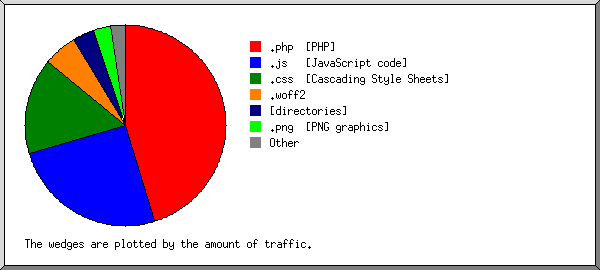 .php [PHP]
.js [JavaScript code]
.css [Cascading Style Sheets]
.woff2
[directories]
.png [PNG graphics]
Other
The wedges are plotted by the amount of traffic.